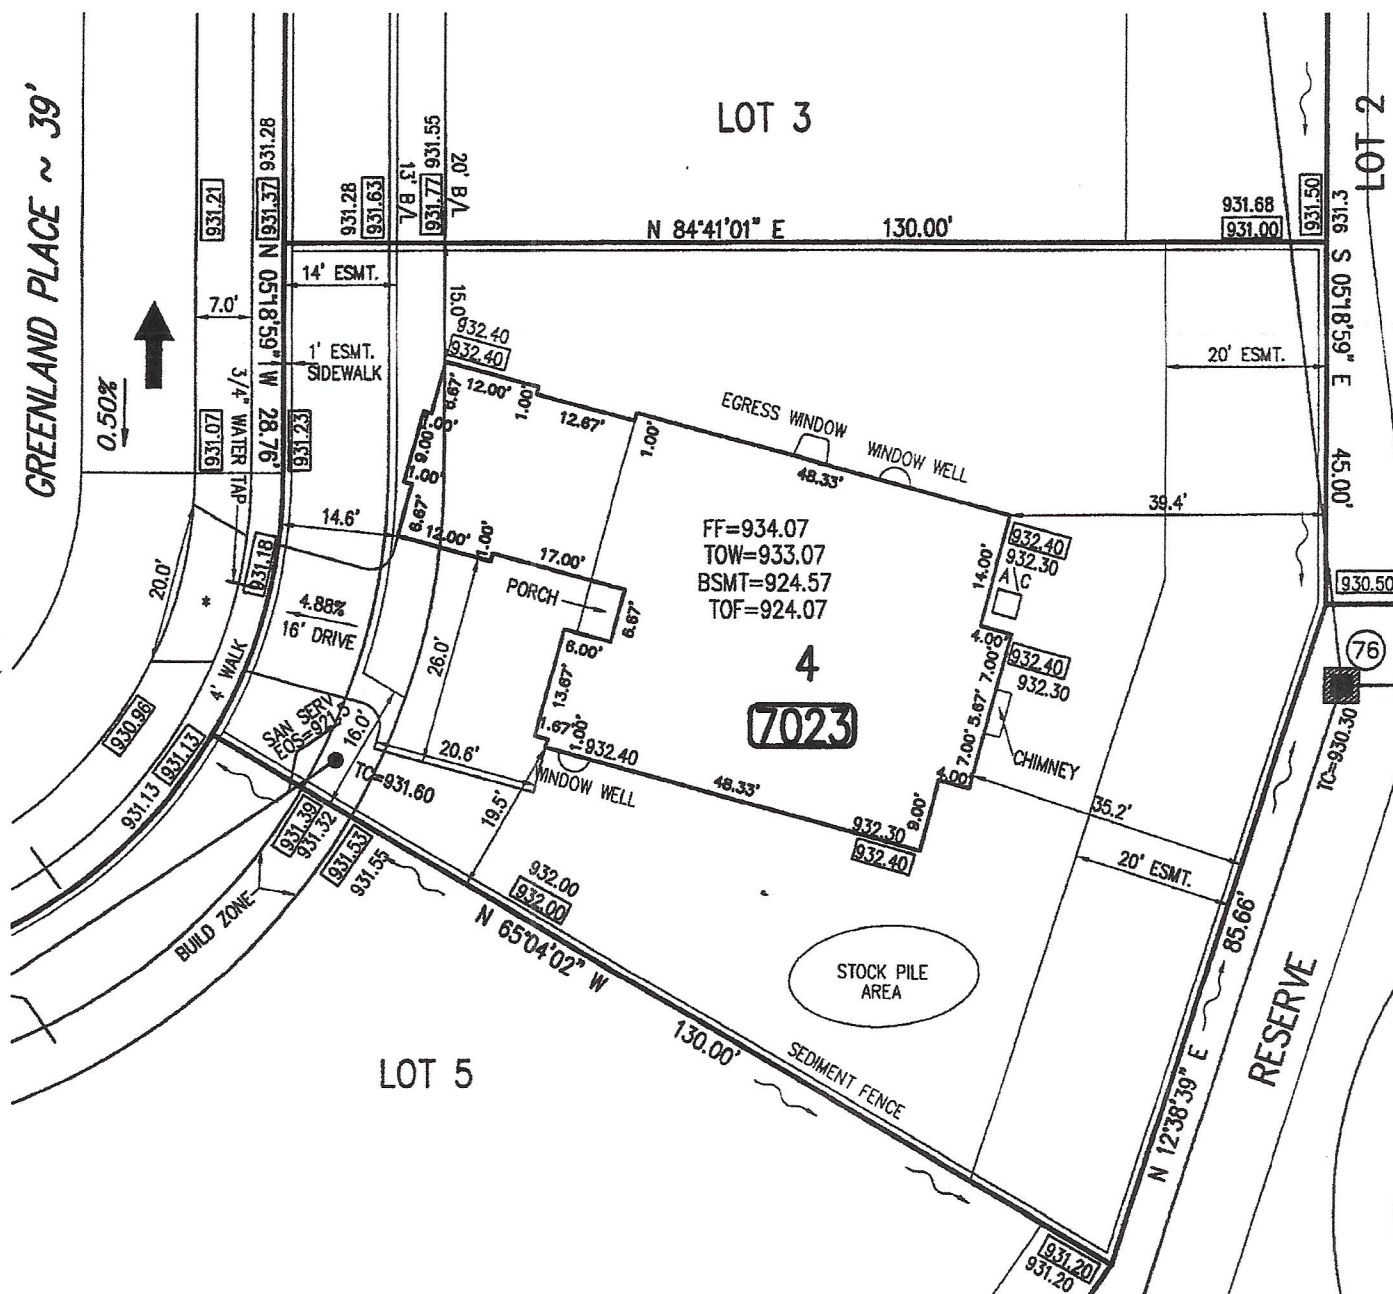 GREENLAND PLACE ~ 39'
LOT 3
LOT 2
931.21
931.37
931.28
931.28
931.63
13' B/L
931.77
931.55
20' B/L
N 84°41'01" E
130.00'
931.68
931.00
931.50
931.3
S 05°18'59" E
45.00'
N 05°18'59" W
28.76'
14' ESMT.
7.0'
1' ESMT.
SIDEWALK
3/4" WATER TAP
0.50%
931.07
931.23
15.0'
932.40
932.40
12.00'
1.00'
12.67'
6.67'
1.00'
9.00'
1.00'
6.67'
1.00'
EGRESS WINDOW
WINDOW WELL
48.33'
20' ESMT.
39.4'
14.6'
12.00'
1.00'
17.00'
FF=934.07
TOW=933.07
BSMT=924.57
TOF=924.07
932.40
932.30
A\C
14.00'
930.50
931.18
20.0'
*
4.88%
16' DRIVE
PORCH
6.67'
6.00'
26.0'
4
7023
4.00'
7.00'
932.40
932.30
76
4' WALK
13.67'
5.67'
7.00'
4.00'
CHIMNEY
TC=930.30
930.96
SAN SERV
EOS=921.5
16.0'
20.6'
1.67'
1.00'
932.40
WINDOW WELL
TC=931.60
48.33'
19.5'
9.00'
932.30
932.40
35.2'
20' ESMT.
931.13
931.13
931.39
931.32
931.53
931.55
BUILD ZONE
932.00
932.00
N 65°04'02" W
130.00'
85.66'
STOCK PILE
AREA
RESERVE
LOT 5
SEDIMENT FENCE
N 12°38'39" E
931.20
931.20